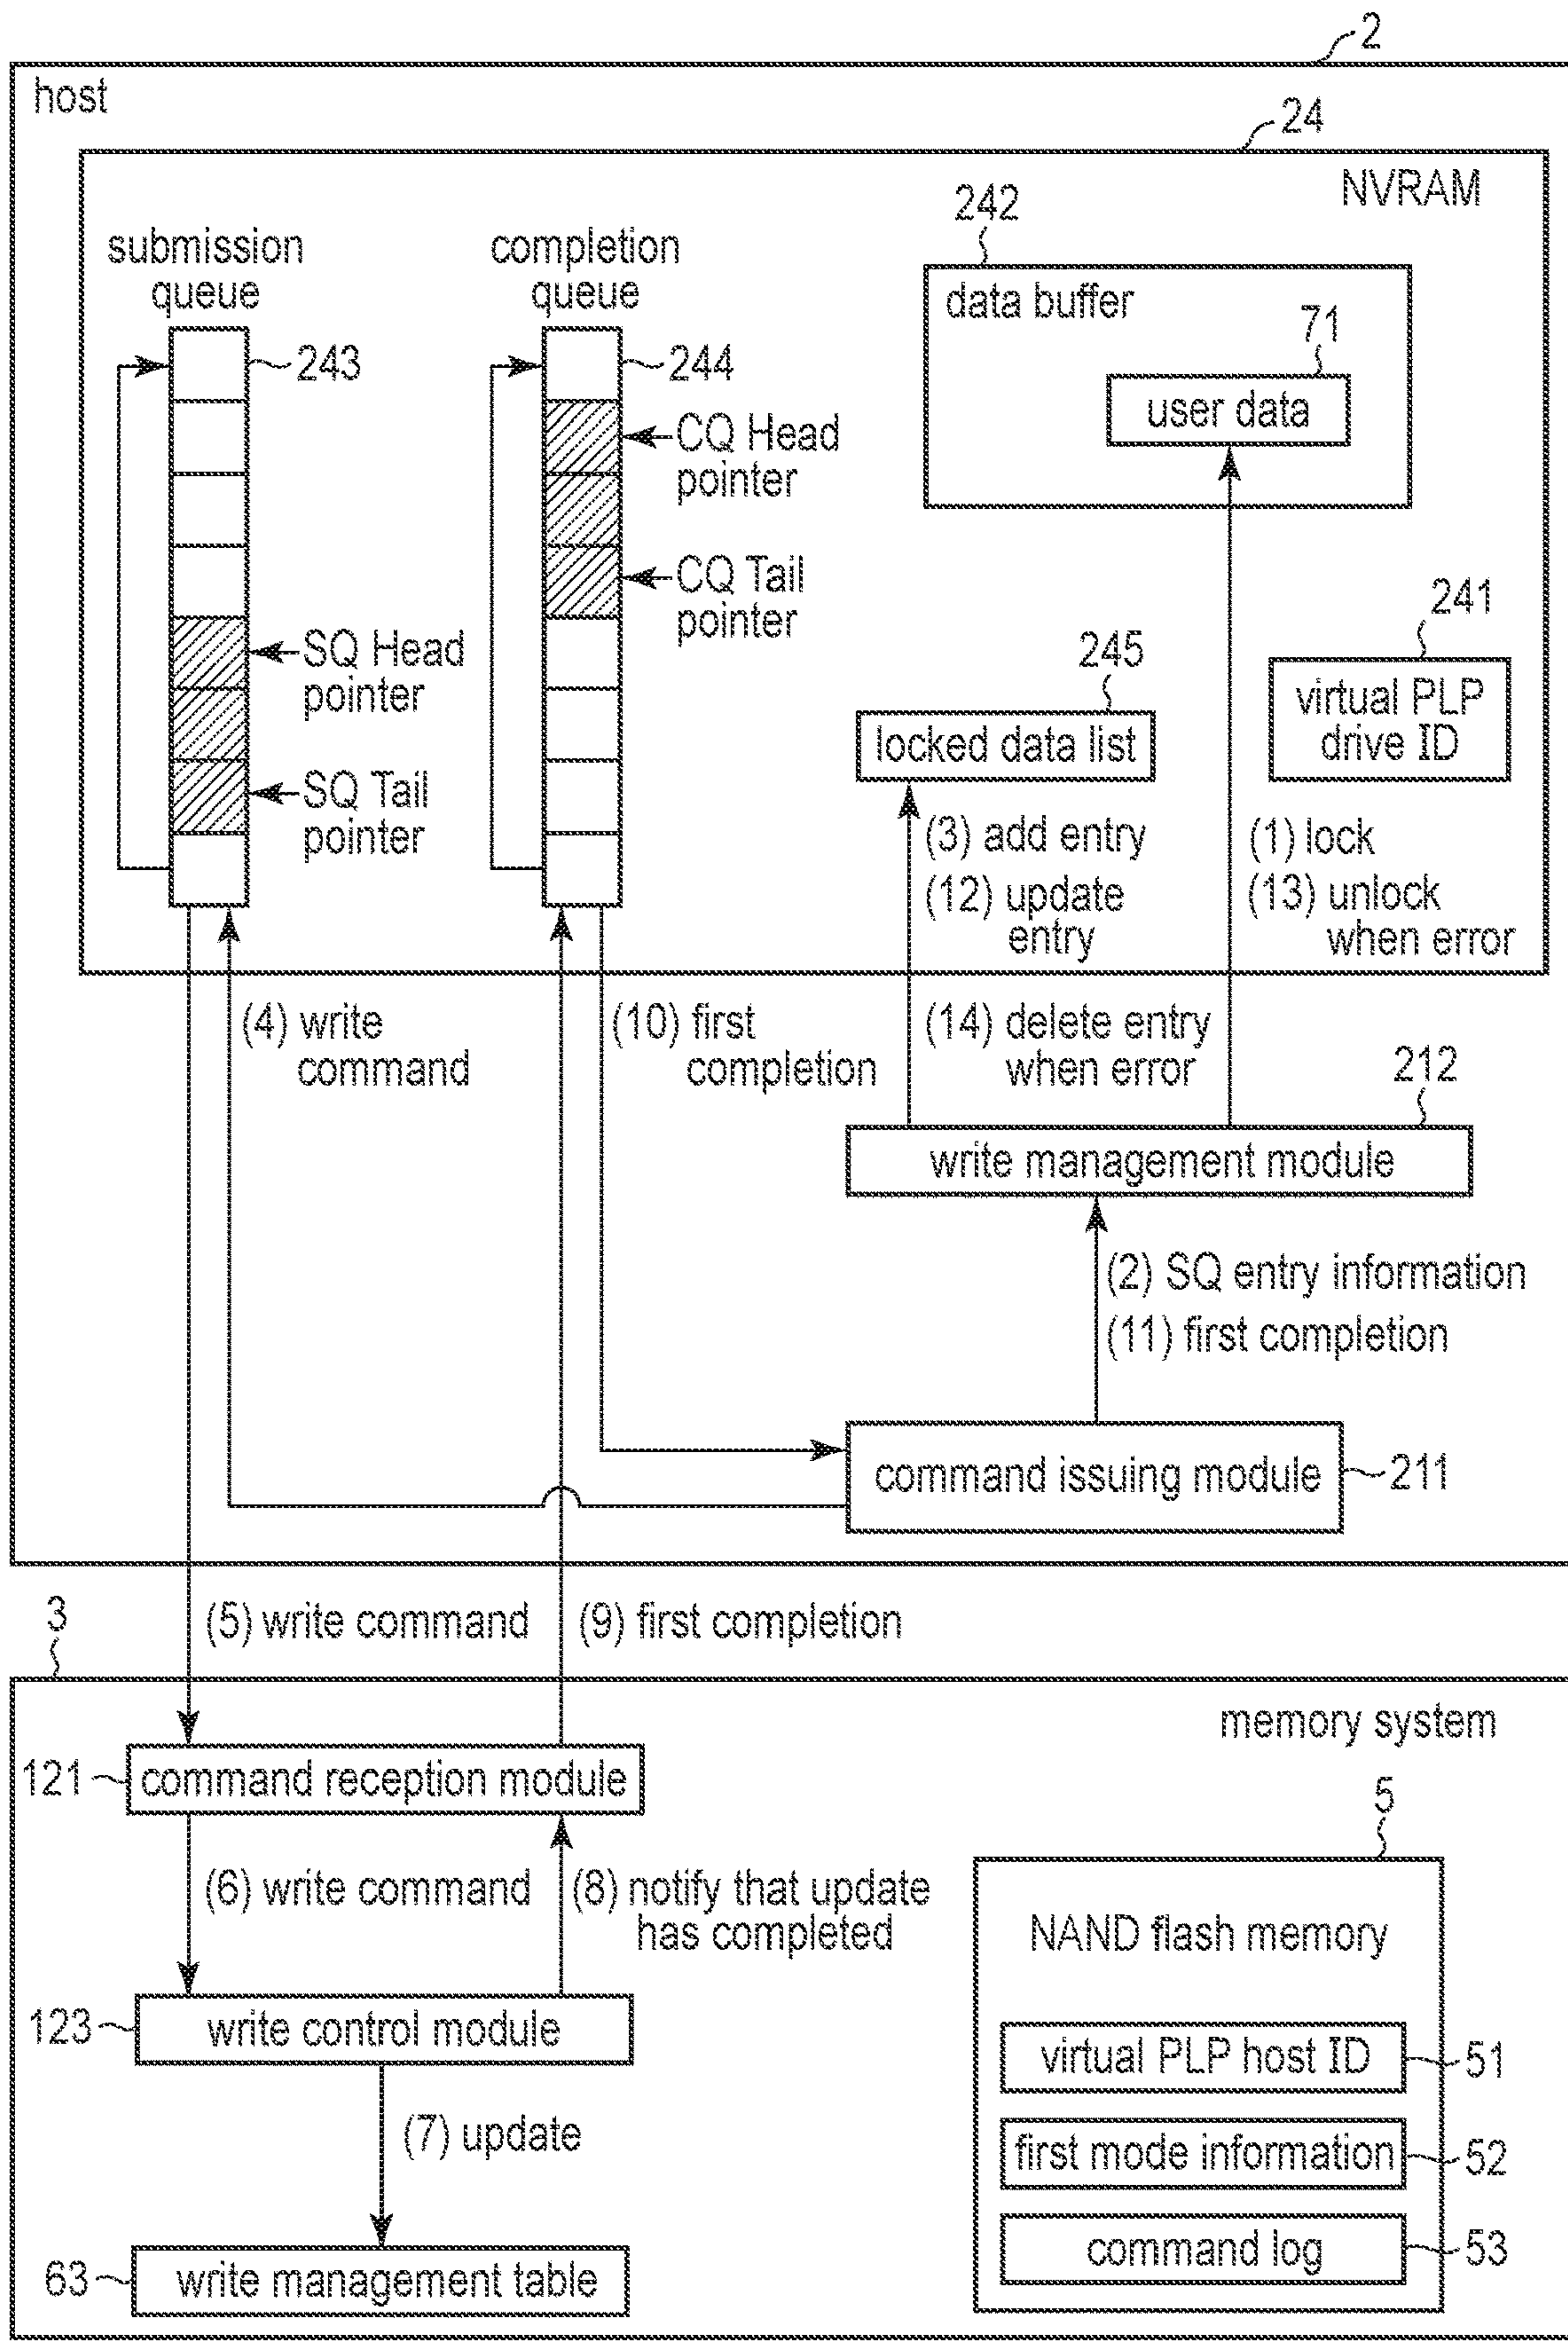 2
host
24
NVRAM
submission
queue
completion
queue
242
data buffer
71
user data
243
244
CQ Head
pointer
CQ Tail
pointer
SQ Head
pointer
SQ Tail
pointer
245
locked data list
241
virtual PLP
drive ID
(3) add entry
(12) update
entry
(1) lock
(13) unlock
when error
(4) write
command
(10) first
completion
(14) delete entry
when error
212
write management module
(2) SQ entry information
(11) first completion
command issuing module
211
3
(5) write command
(9) first completion
memory system
121
command reception module
5
(6) write command
(8) notify that update
has completed
NAND flash memory
123
write control module
virtual PLP host ID
51
(7) update
first mode information
52
63
write management table
command log
53